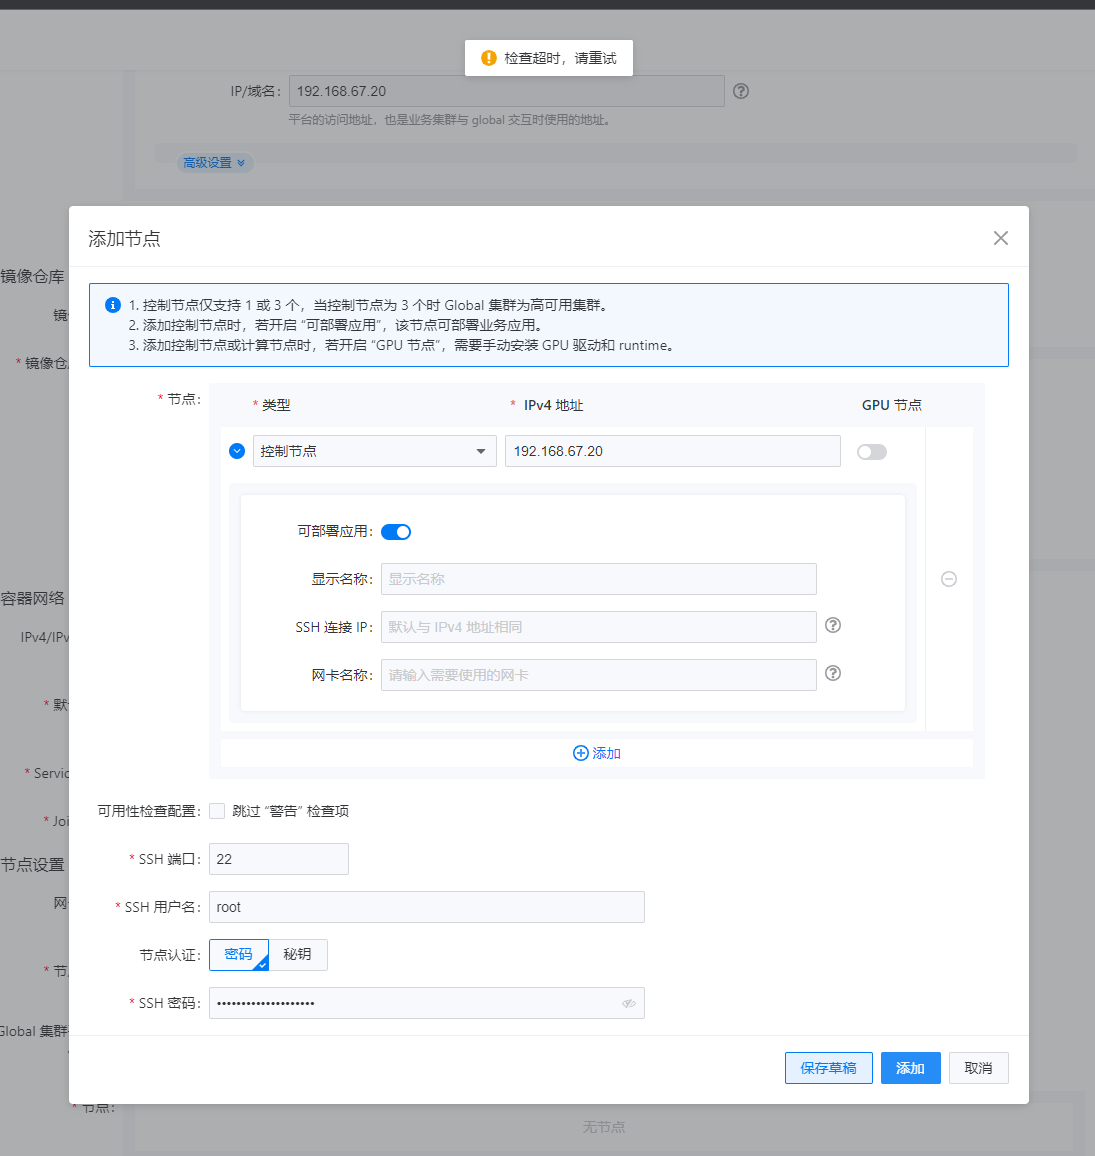 检查超时，请重试
IP/域名：
192.168.67.20
平台的访问地址，也是业务集群与 global 交互时使用的地址。
高级设置
添加节点
镜像仓库
1. 控制节点仅支持 1 或 3 个，当控制节点为 3 个时 Global 集群为高可用集群。
2. 添加控制节点时，若开启 “可部署应用”，该节点可部署业务应用。
3. 添加控制节点或计算节点时，若开启 “GPU 节点”，需要手动安装 GPU 驱动和 runtime。
* 镜像仓
* 节点：
* 类型
* IPv4 地址
GPU 节点
控制节点
192.168.67.20
可部署应用：
显示名称：
显示名称
容器网络
SSH 连接 IP：
默认与 IPv4 地址相同
IPv4/IPv
网卡名称：
请输入需要使用的网卡
* 默
添加
* Servic
可用性检查配置：
跳过 “警告” 检查项
* Joi
* SSH 端口：
22
节点设置
* SSH 用户名：
root
网
节点认证：
密码
秘钥
* 节
* SSH 密码：
••••••••••••••••••••
Global 集群
保存草稿
添加
取消
* 节点：
无节点